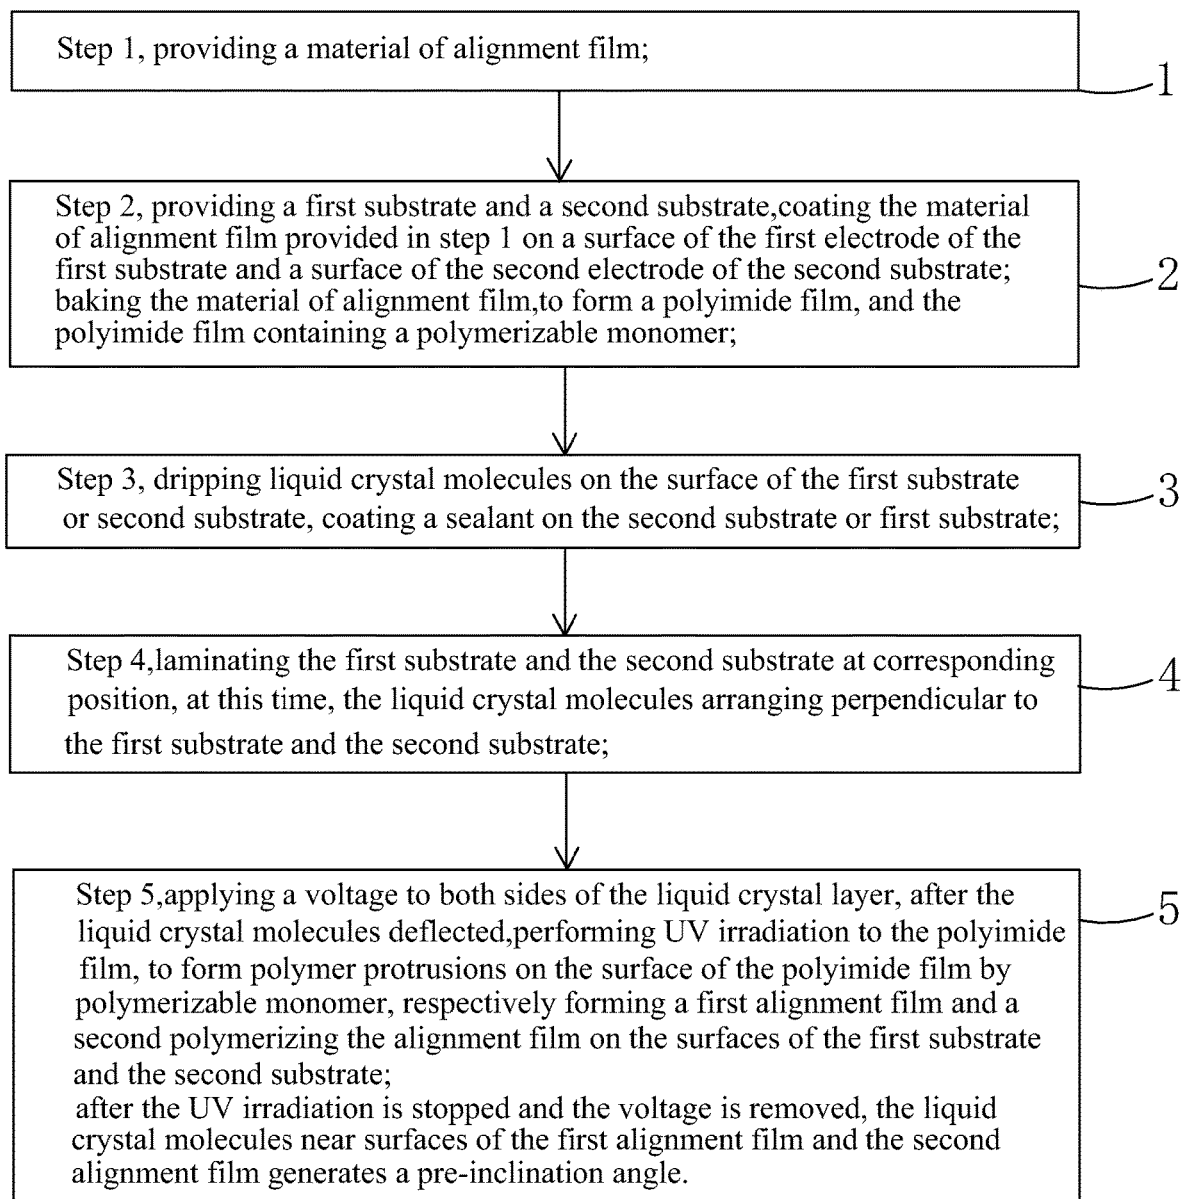 Step 1, providing a material of alignment film;
1
Step 2, providing a first substrate and a second substrate,coating the material
of alignment film provided in step 1 on a surface of the first electrode of the
first substrate and a surface of the second electrode of the second substrate;
baking the material of alignment film,to form a polyimide film, and the
polyimide film containing a polymerizable monomer;
2
Step 3, dripping liquid crystal molecules on the surface of the first substrate
or second substrate, coating a sealant on the second substrate or first substrate;
3
Step 4,laminating the first substrate and the second substrate at corresponding
position, at this time, the liquid crystal molecules arranging perpendicular to
the first substrate and the second substrate;
4
Step 5,applying a voltage to both sides of the liquid crystal layer, after the
liquid crystal molecules deflected,performing UV irradiation to the polyimide
film, to form polymer protrusions on the surface of the polyimide film by
polymerizable monomer, respectively forming a first alignment film and a
second polymerizing the alignment film on the surfaces of the first substrate
and the second substrate;
after the UV irradiation is stopped and the voltage is removed, the liquid
crystal molecules near surfaces of the first alignment film and the second
alignment film generates a pre-inclination angle.
5